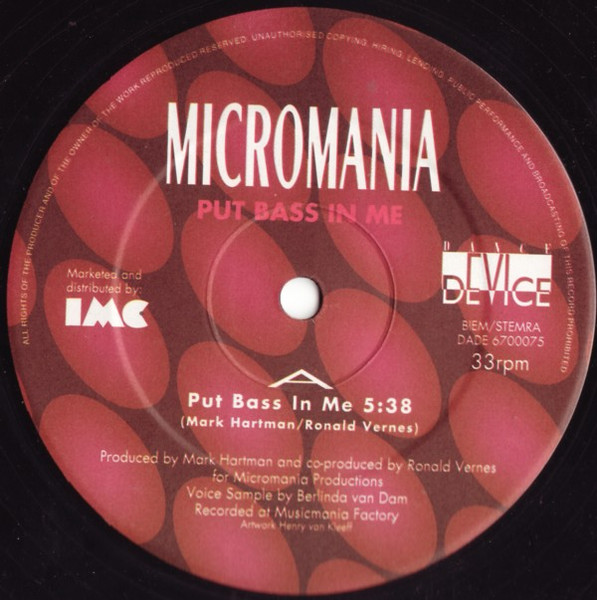 ALL RIGHTS OF THE PRODUCER AND OF THE OWNER OF THE WORK REPRODUCED RESERVED. UNAUTHORISED COPYING, HIRING, LENDING, PUBLIC PERFORMANCE AND BROADCASTING OF THIS RECORD PROHIBITED
MICROMANIA
PUT BASS IN ME
Marketed and
distributed by:
IMC
DANCE
DEVICE
BIEM/STEMRA
DADE 6700075
33rpm
A
Put Bass In Me 5:38
(Mark Hartman/Ronald Vernes)
Produced by Mark Hartman and co-produced by Ronald Vernes
for Micromania Productions
Voice Sample by Berlinda van Dam
Recorded at Musicmania Factory
Artwork Henry van Kleeff